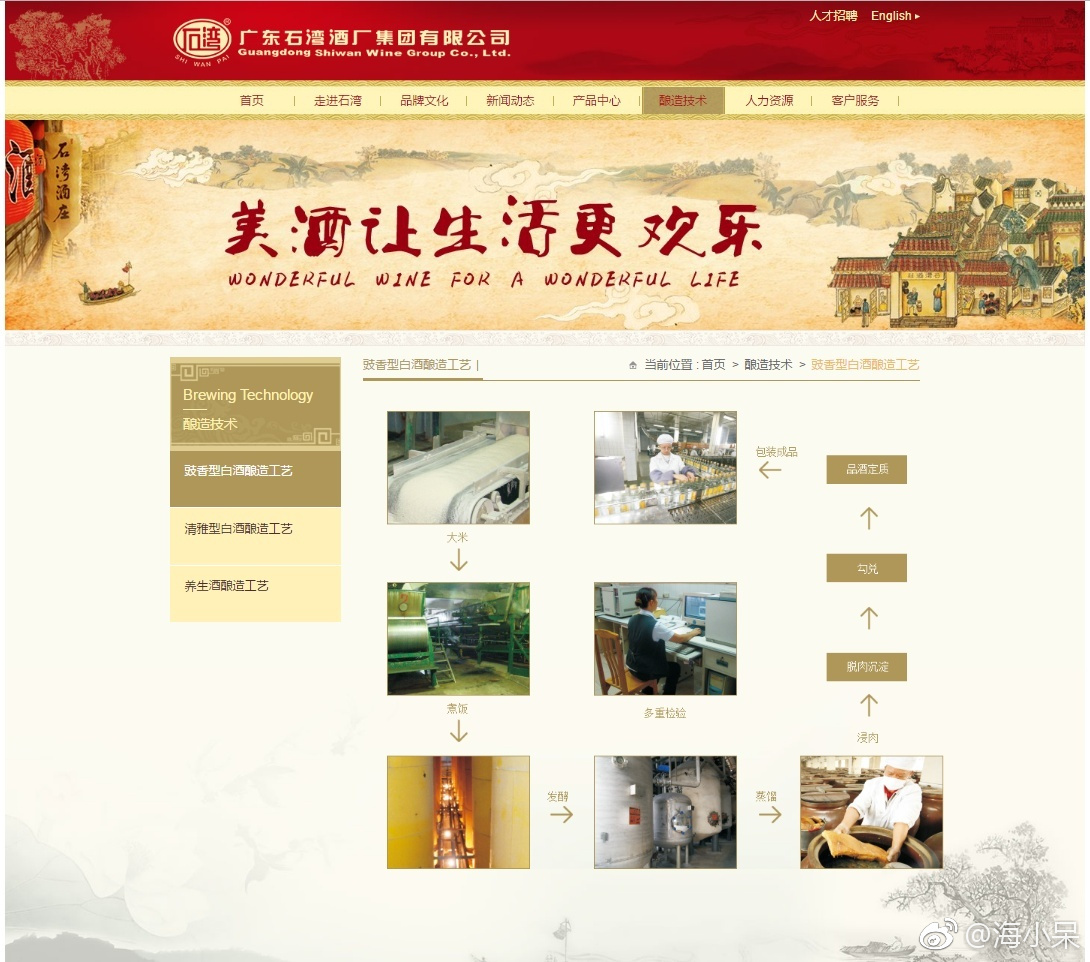 人才招聘 English ▸
石湾®
SHI WAN PAI
广东石湾酒厂集团有限公司
Guangdong Shiwan Wine Group Co., Ltd.
首页 | 走进石湾 | 品牌文化 | 新闻动态 | 产品中心 | 酿造技术 | 人力资源 | 客户服务 |
酒
石湾酒庄
美酒让生活更欢乐
WONDERFUL WINE FOR A WONDERFUL LIFE
Brewing Technology
酿造技术
豉香型白酒酿造工艺
清雅型白酒酿造工艺
养生酒酿造工艺
豉香型白酒酿造工艺 |
当前位置 : 首页 > 酿造技术 > 豉香型白酒酿造工艺
大米
煮饭
发酵
蒸馏
浸肉
脱肉沉淀
勾兑
品酒定质
包装成品
多重检验
@海小呆